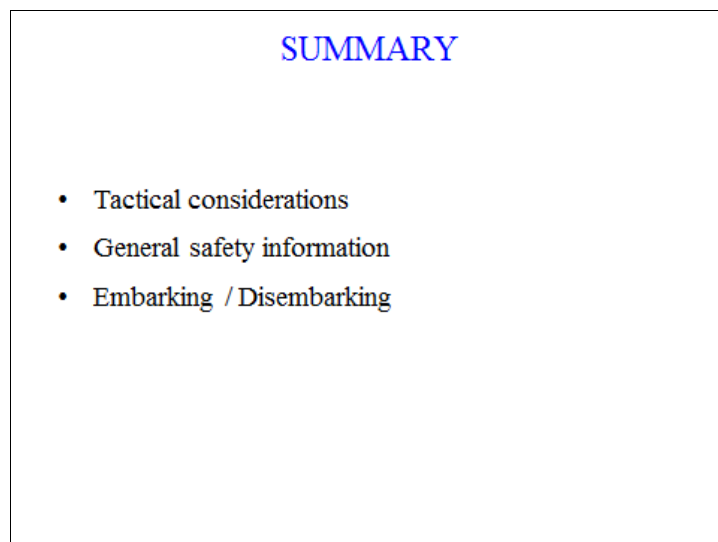 SUMMARY
• Tactical considerations
• General safety information
• Embarking / Disembarking